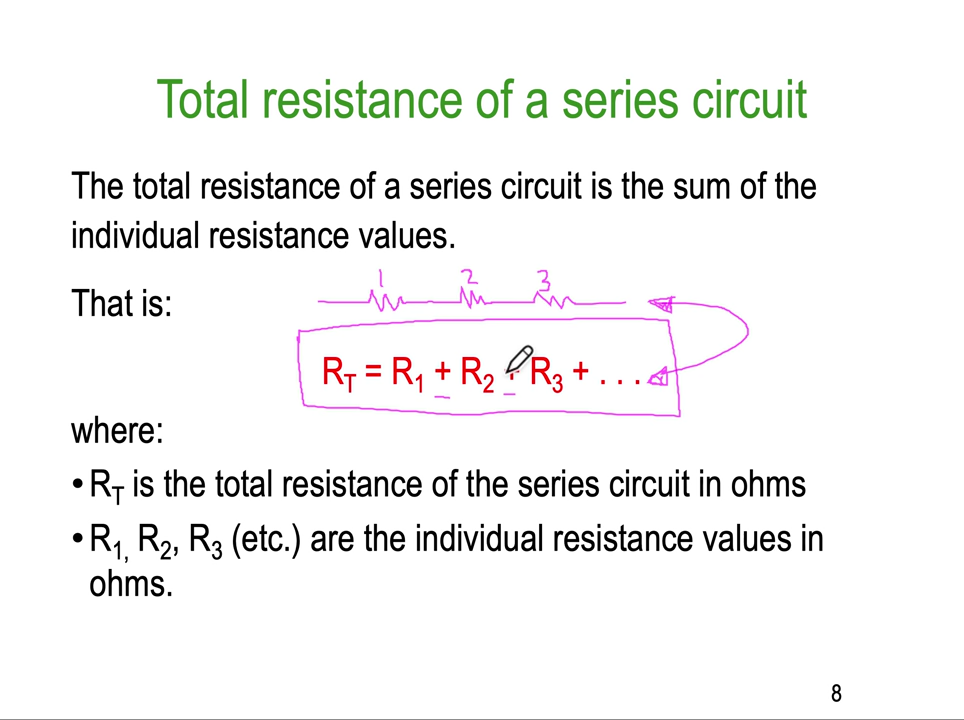 Total resistance of a series circuit
The total resistance of a series circuit is the sum of the
individual resistance values.
1 2 3
That is:
R_T = R_1 + R_2 + R_3 + . . .
where:
• R_T is the total resistance of the series circuit in ohms
• R_1, R_2, R_3 (etc.) are the individual resistance values in
ohms.
8